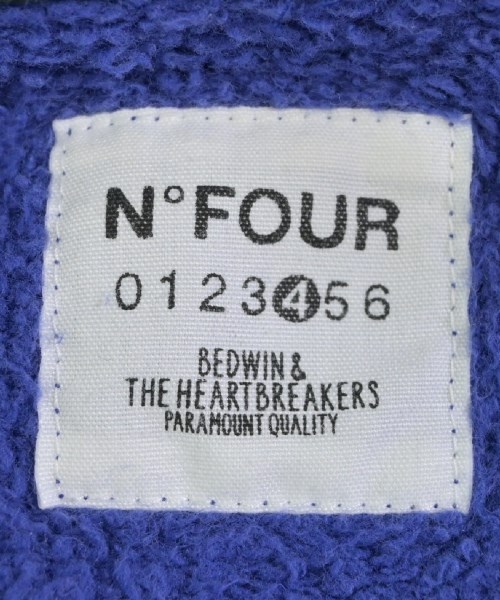 N°FOUR
0123456
BEDWIN &
THE HEARTBREAKERS
PARAMOUNT QUALITY